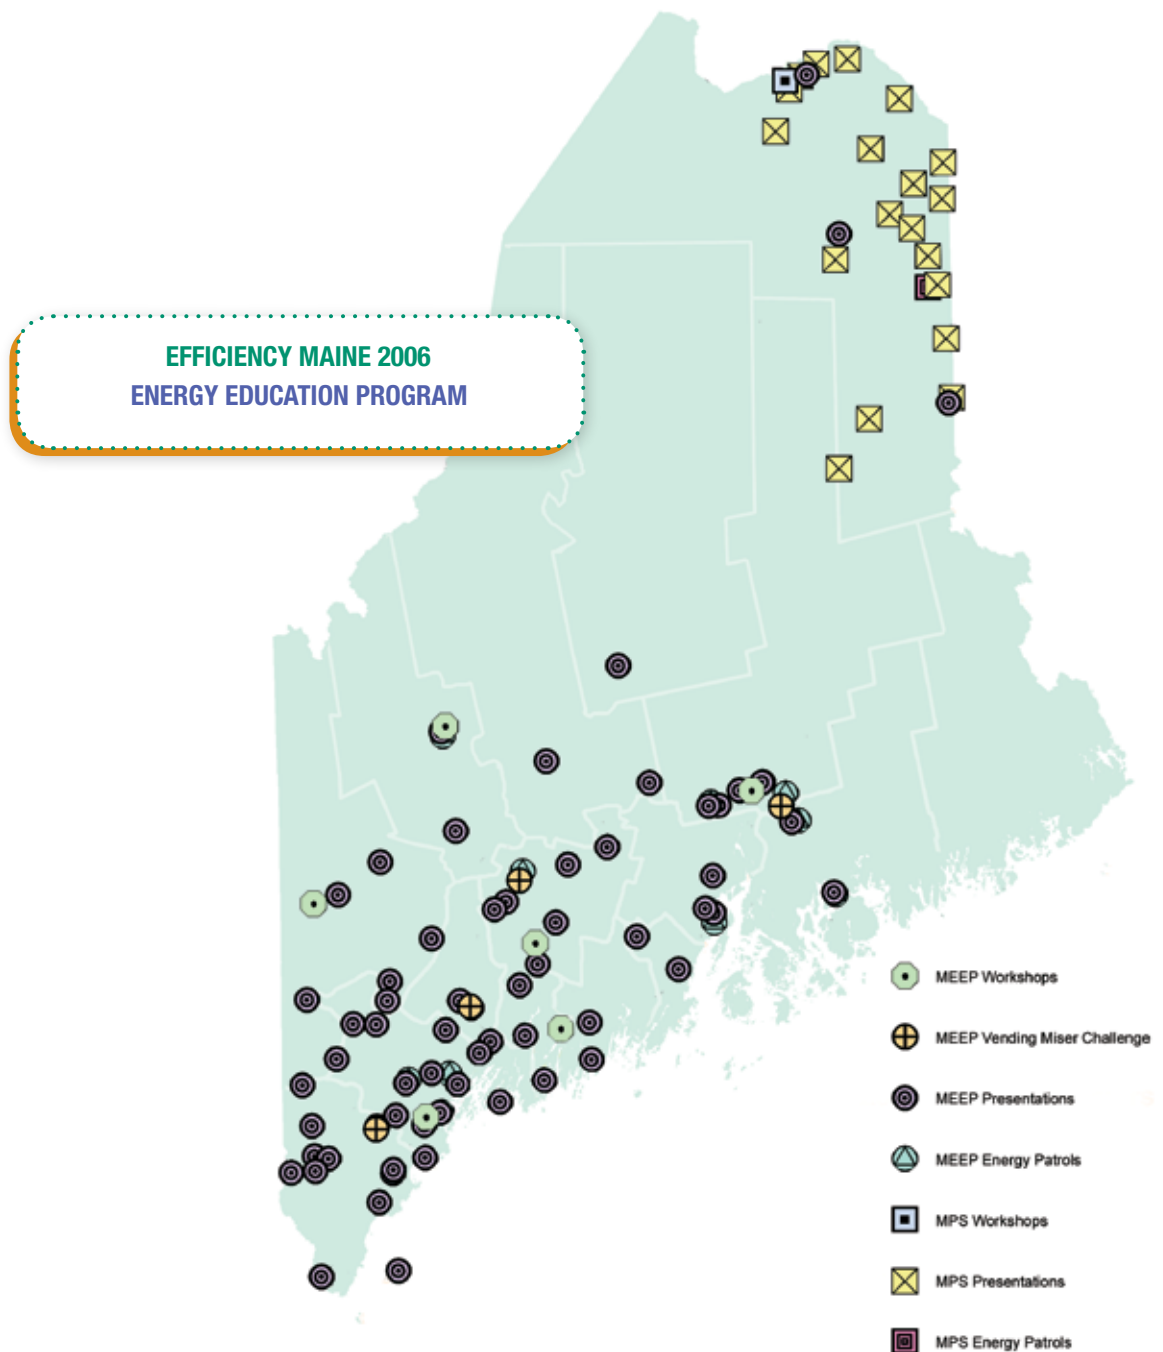 EFFICIENCY MAINE 2006
ENERGY EDUCATION PROGRAM
MEEP Workshops
MEEP Vending Miser Challenge
MEEP Presentations
MEEP Energy Patrols
MPS Workshops
MPS Presentations
MPS Energy Patrols